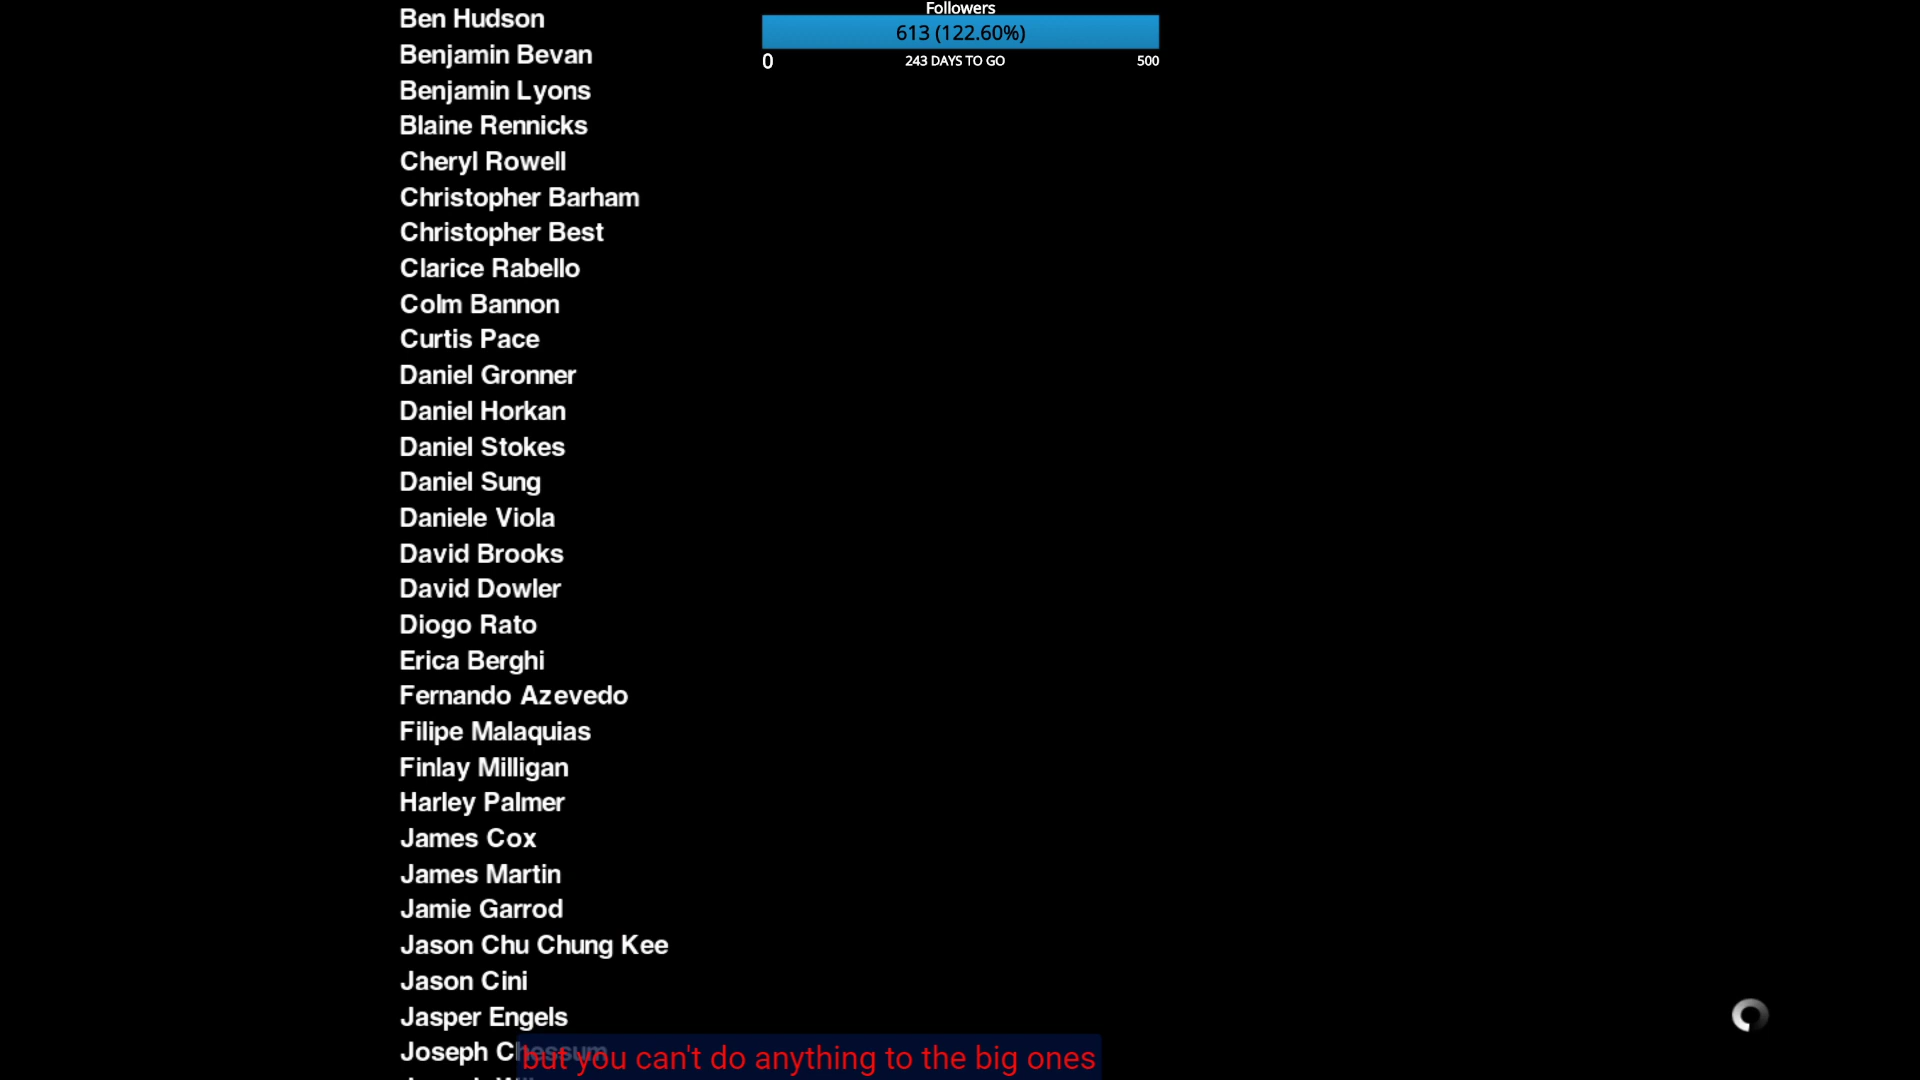 Followers
613 (122.60%)
0 243 DAYS TO GO 500
Ben Hudson
Benjamin Bevan
Benjamin Lyons
Blaine Rennicks
Cheryl Rowell
Christopher Barham
Christopher Best
Clarice Rabello
Colm Bannon
Curtis Pace
Daniel Gronner
Daniel Horkan
Daniel Stokes
Daniel Sung
Daniele Viola
David Brooks
David Dowler
Diogo Rato
Erica Berghi
Fernando Azevedo
Filipe Malaquias
Finlay Milligan
Harley Palmer
James Cox
James Martin
Jamie Garrod
Jason Chu Chung Kee
Jason Cini
Jasper Engels
Joseph Chessum
but you can't do anything to the big ones